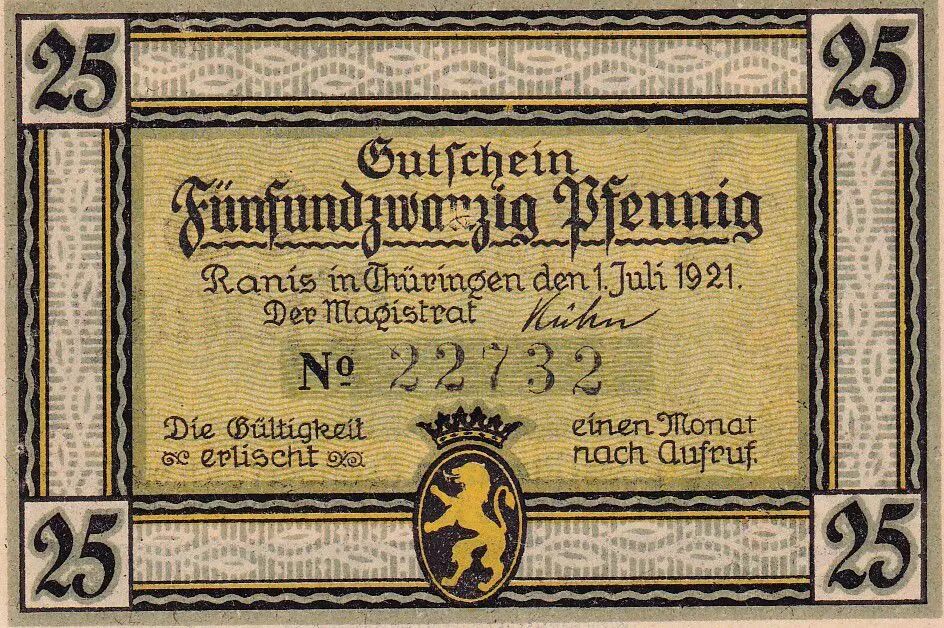 25 25
Gutschein
Fünfundzwanzig Pfennig
Ranis in Thüringen den 1. Juli 1921.
Der Magistrat Kühn
No 22732
Die Gültigkeit einen Monat
erlischt nach Aufruf.
25 25